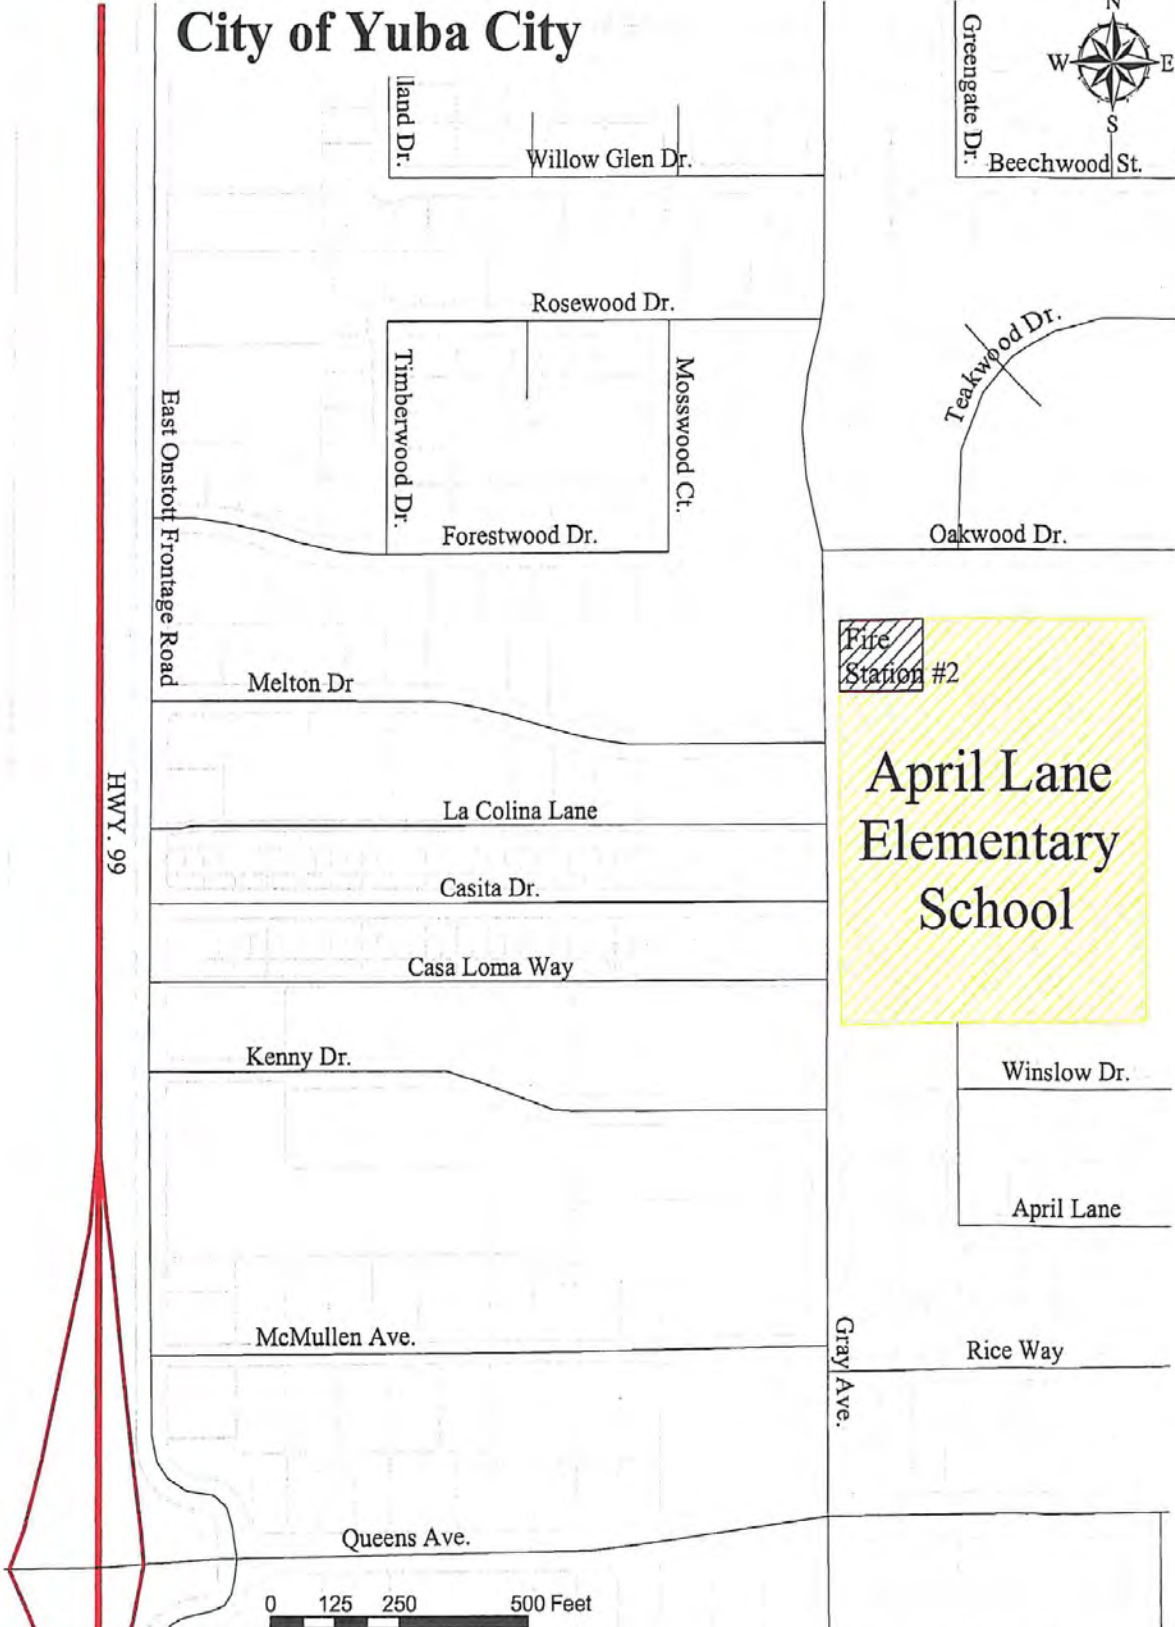 City of Yuba City
N
W
E
S
Greengate Dr.
lland Dr.
Willow Glen Dr.
Beechwood St.
Rosewood Dr.
Teakwood Dr.
Timberwood Dr.
Mosswood Ct.
East Onstott Frontage Road
Forestwood Dr.
Oakwood Dr.
Fire
Station #2
Melton Dr
April Lane
Elementary
School
HWY. 99
La Colina Lane
Casita Dr.
Casa Loma Way
Kenny Dr.
Winslow Dr.
April Lane
McMullen Ave.
Gray Ave.
Rice Way
Queens Ave.
0 125 250 500 Feet